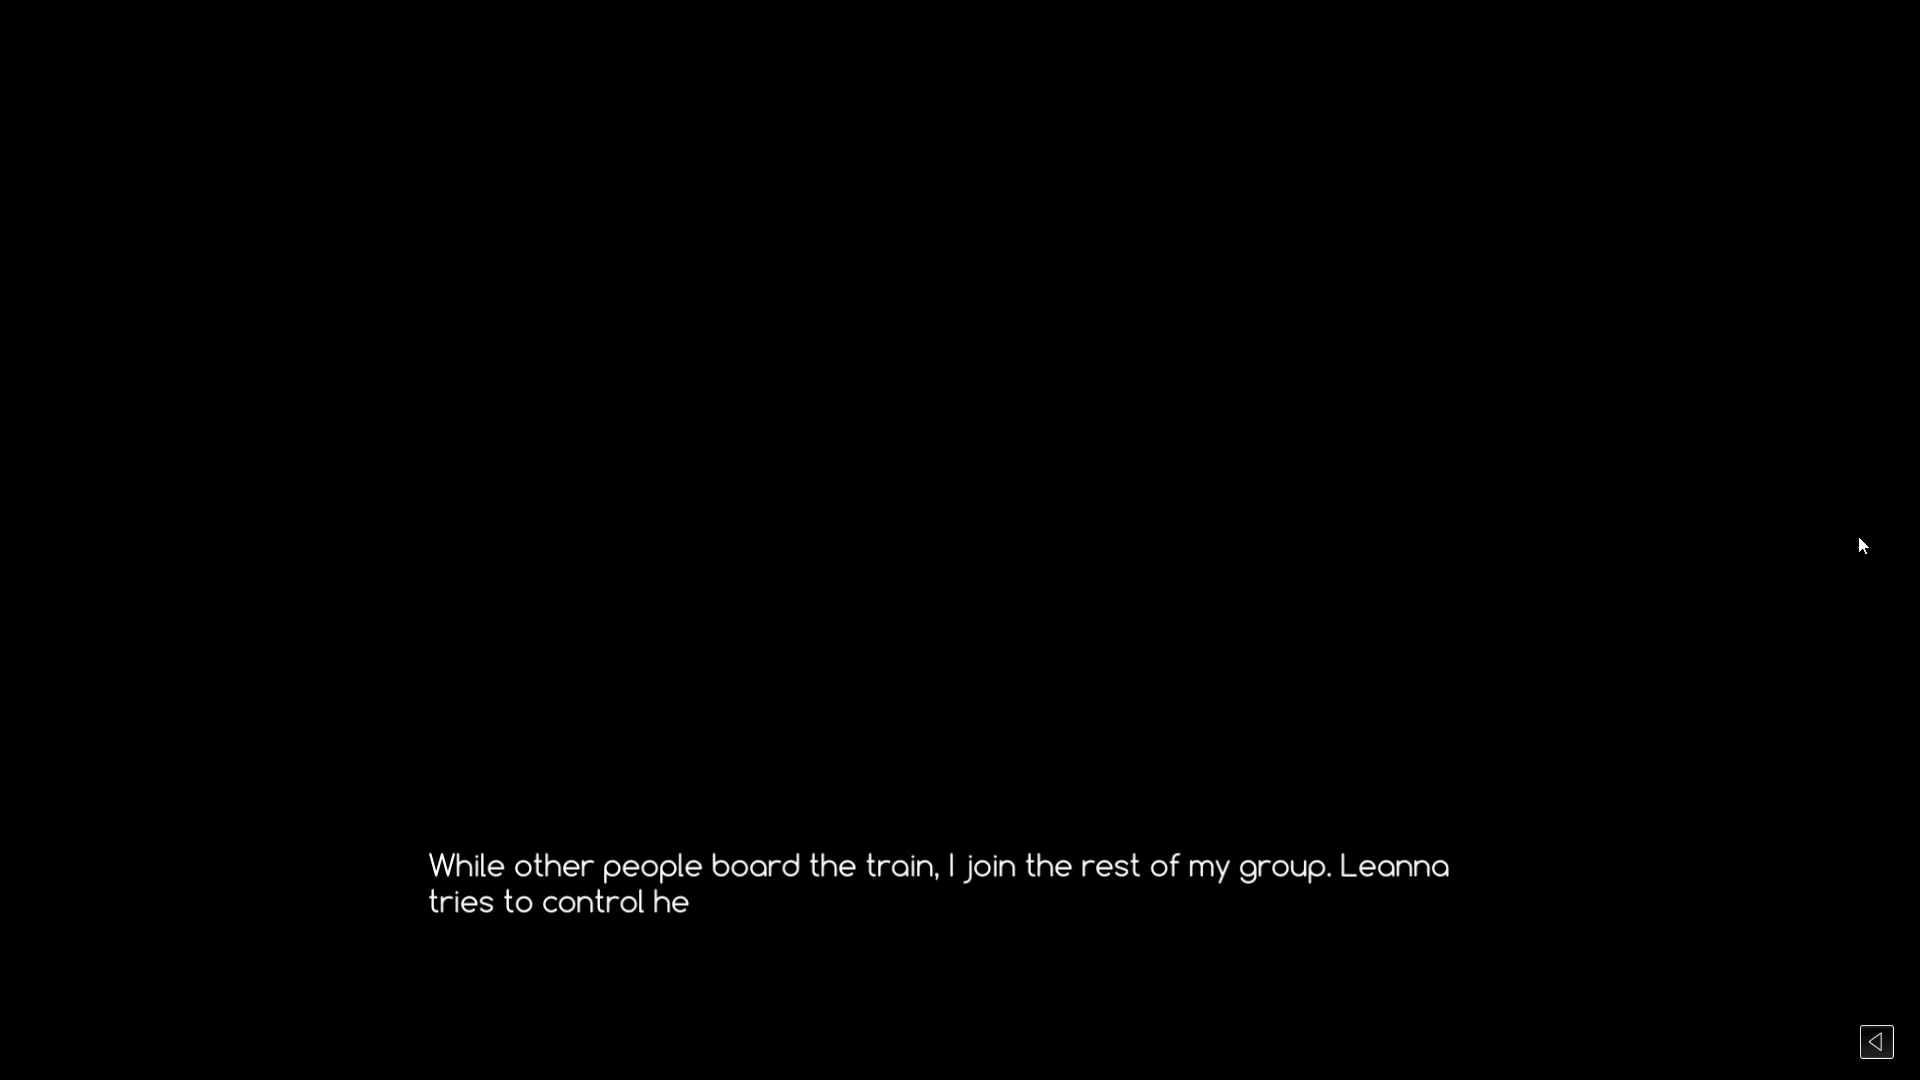 While other people board the train, I join the rest of my group. Leanna
tries to control he